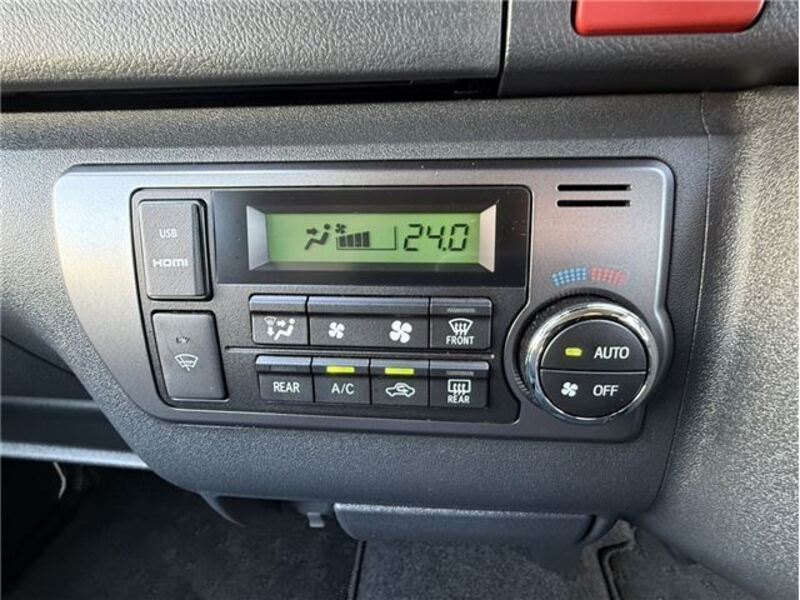 USB
HDMI
24.0
FRONT
REAR
A/C
REAR
AUTO
OFF